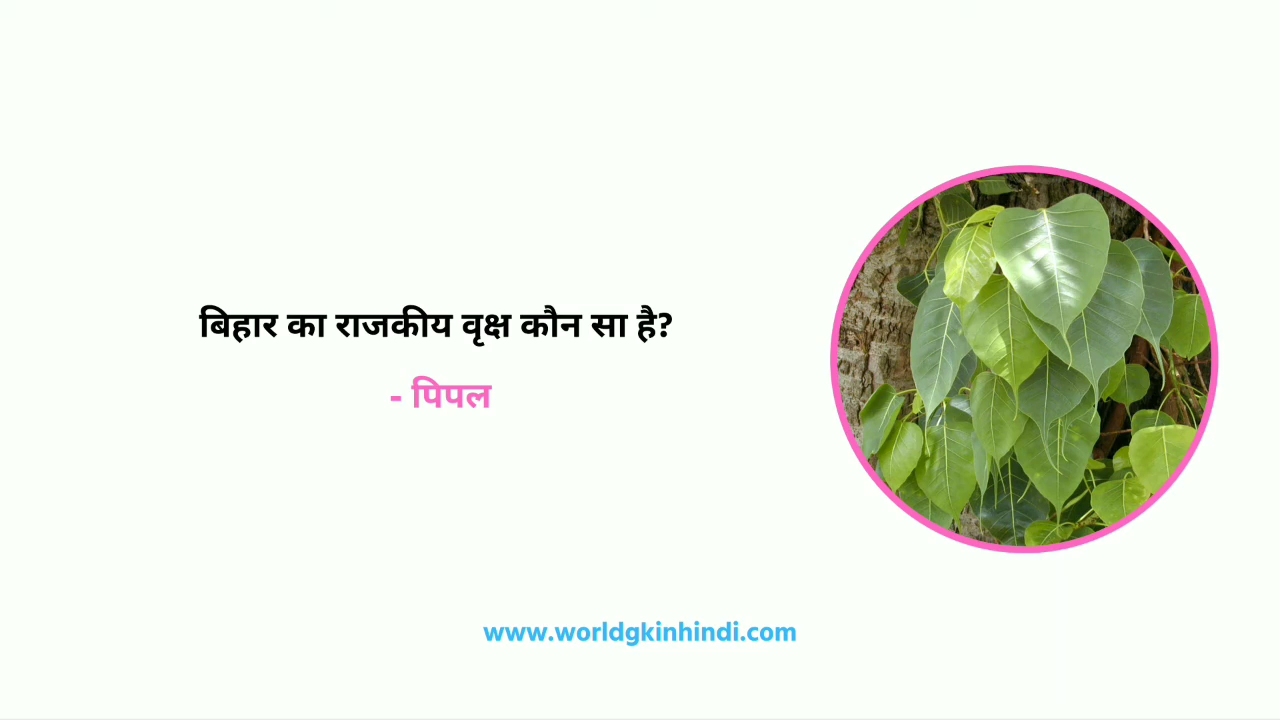 बिहार का राजकीय वृक्ष कौन सा है?
- पिपल
www.worldgkinhindi.com